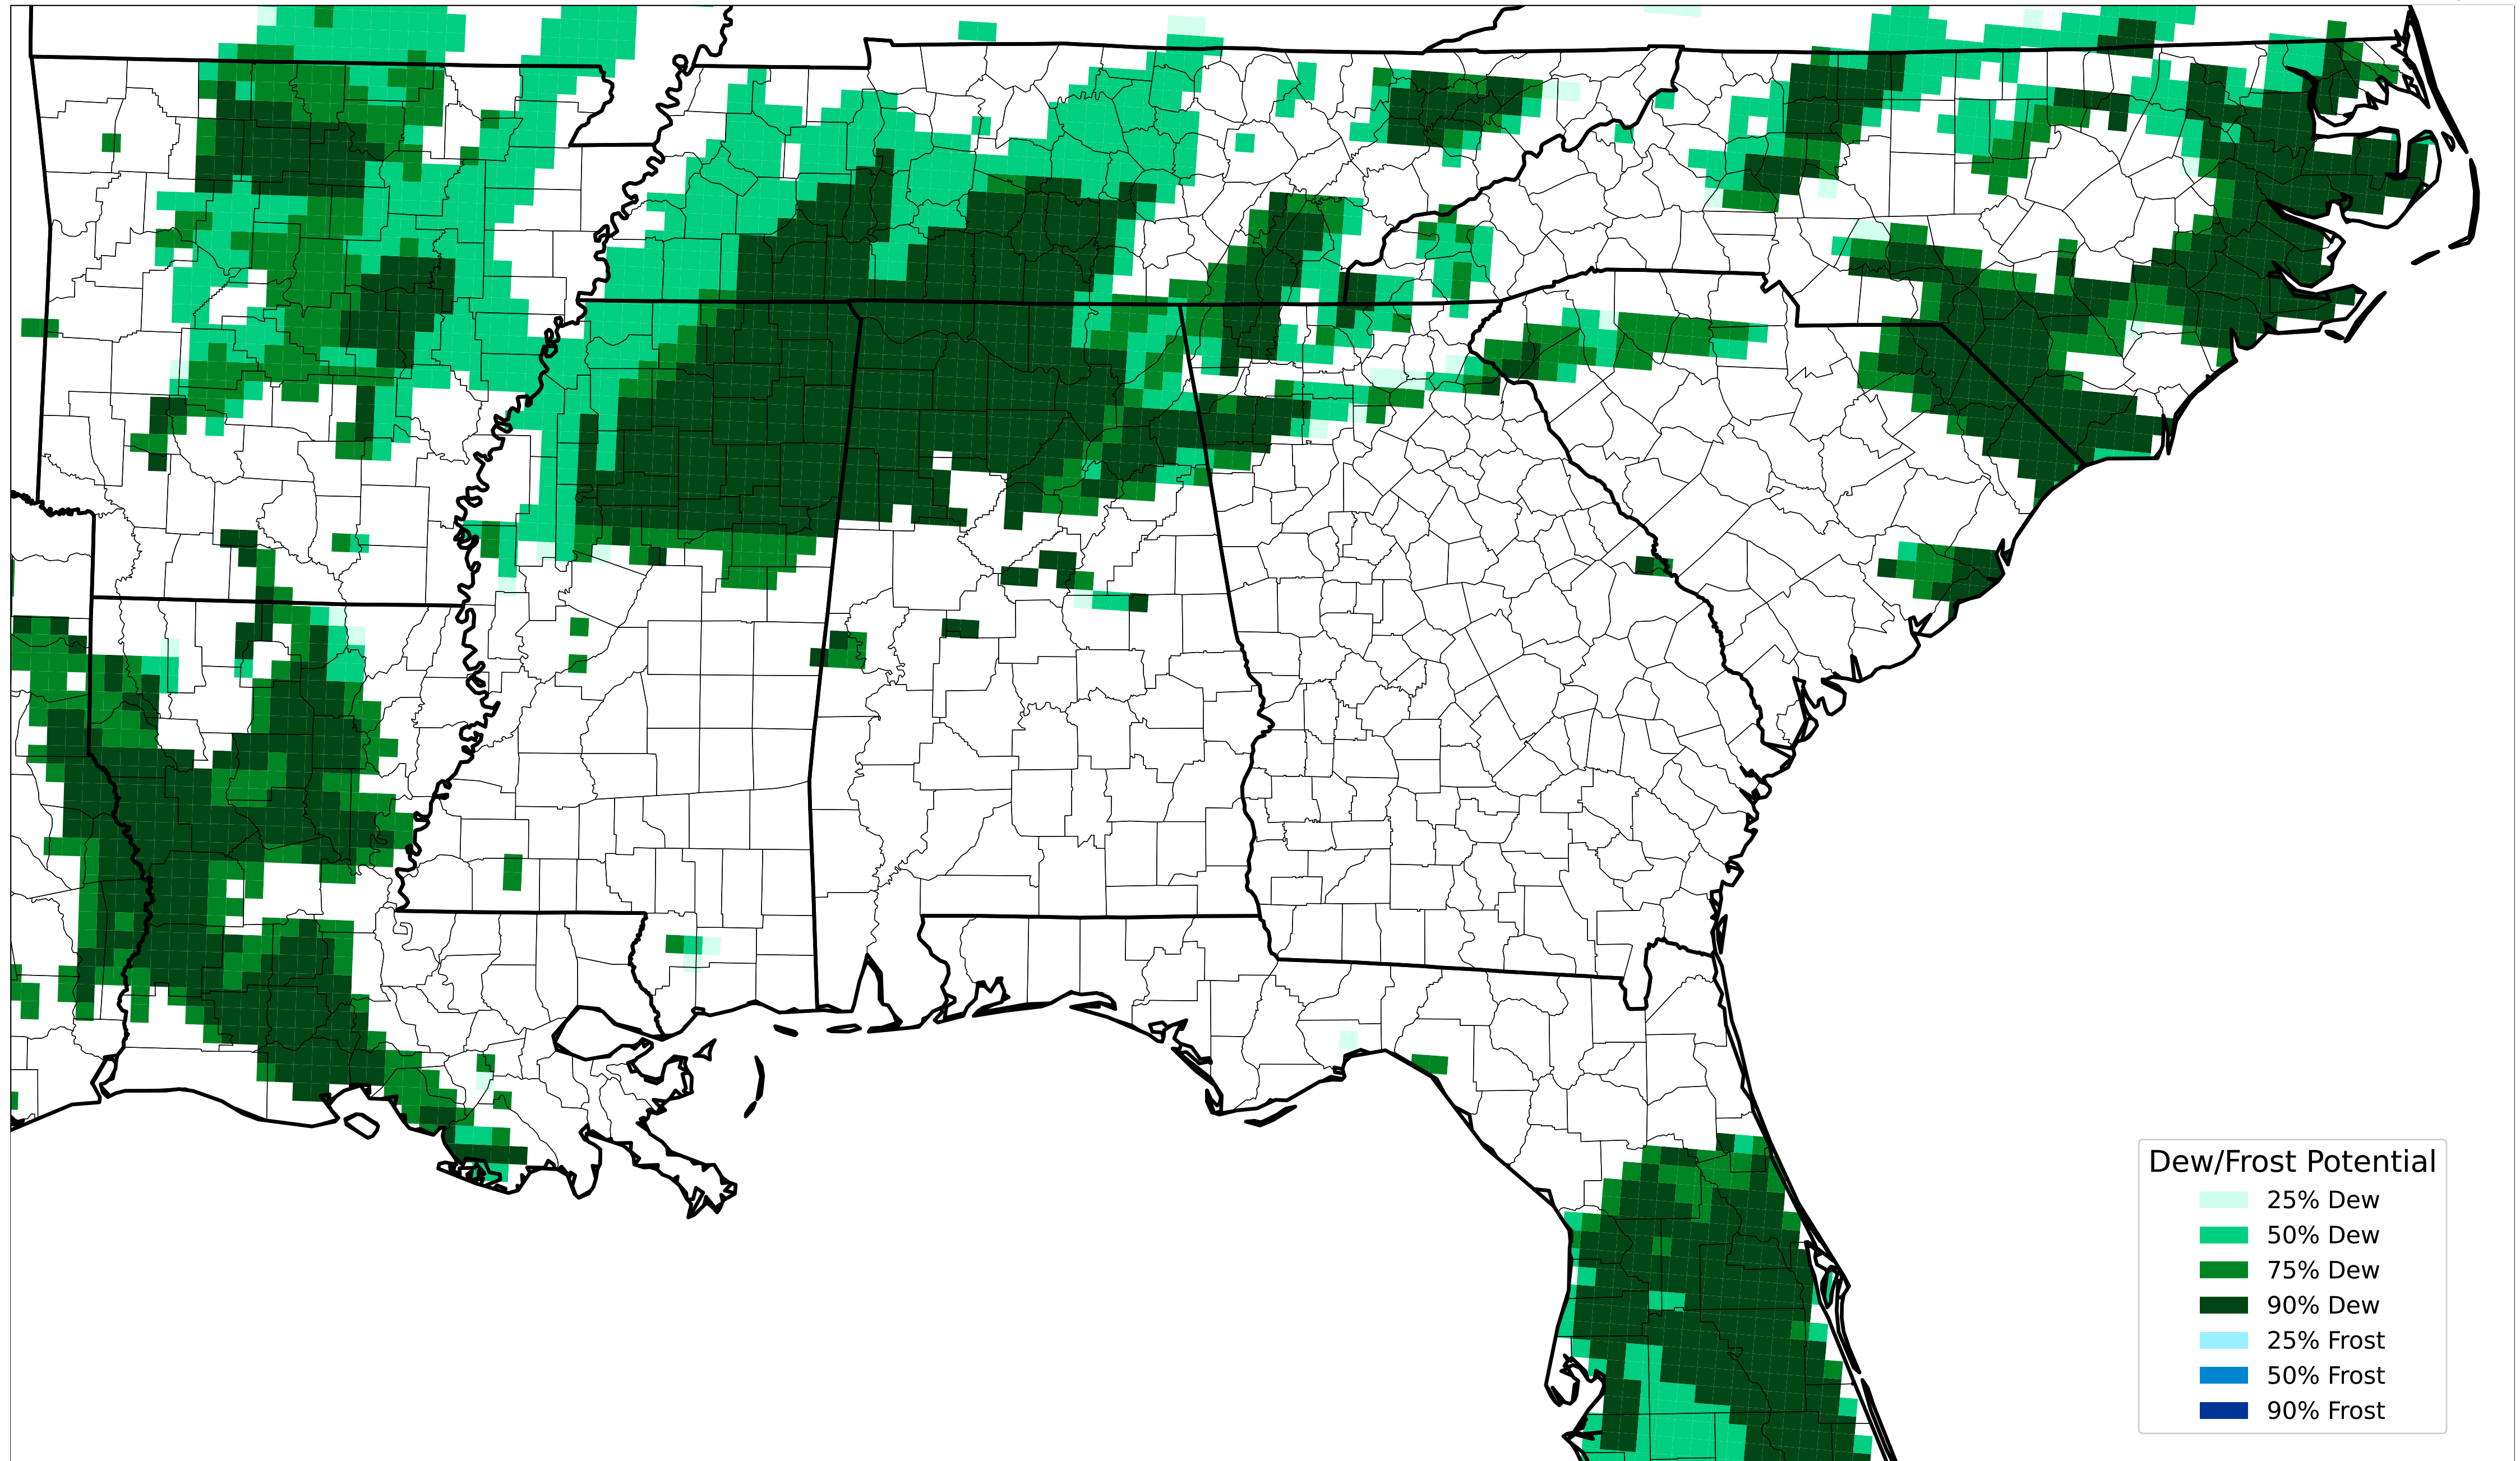 Dew/Frost Potential
25% Dew
50% Dew
75% Dew
90% Dew
25% Frost
50% Frost
90% Frost